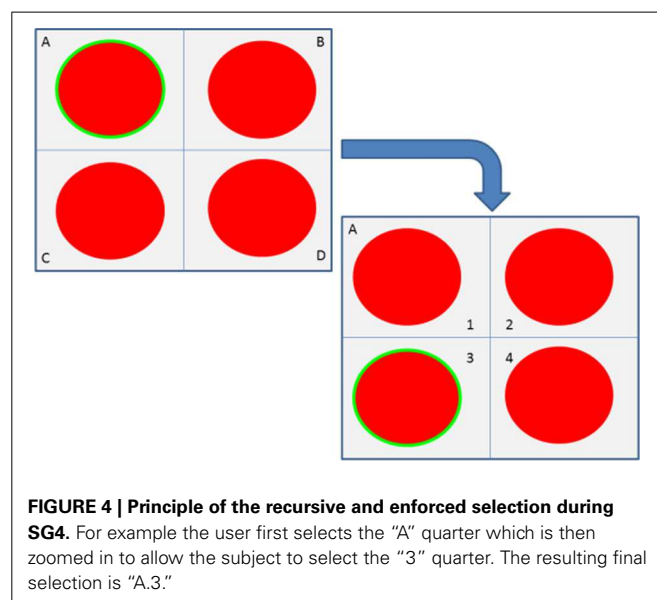 A
B
C
D
A
1
2
3
4
FIGURE 4 | Principle of the recursive and enforced selection during
SG4. For example the user first selects the “A” quarter which is then
zoomed in to allow the subject to select the “3” quarter. The resulting final
selection is “A.3.”